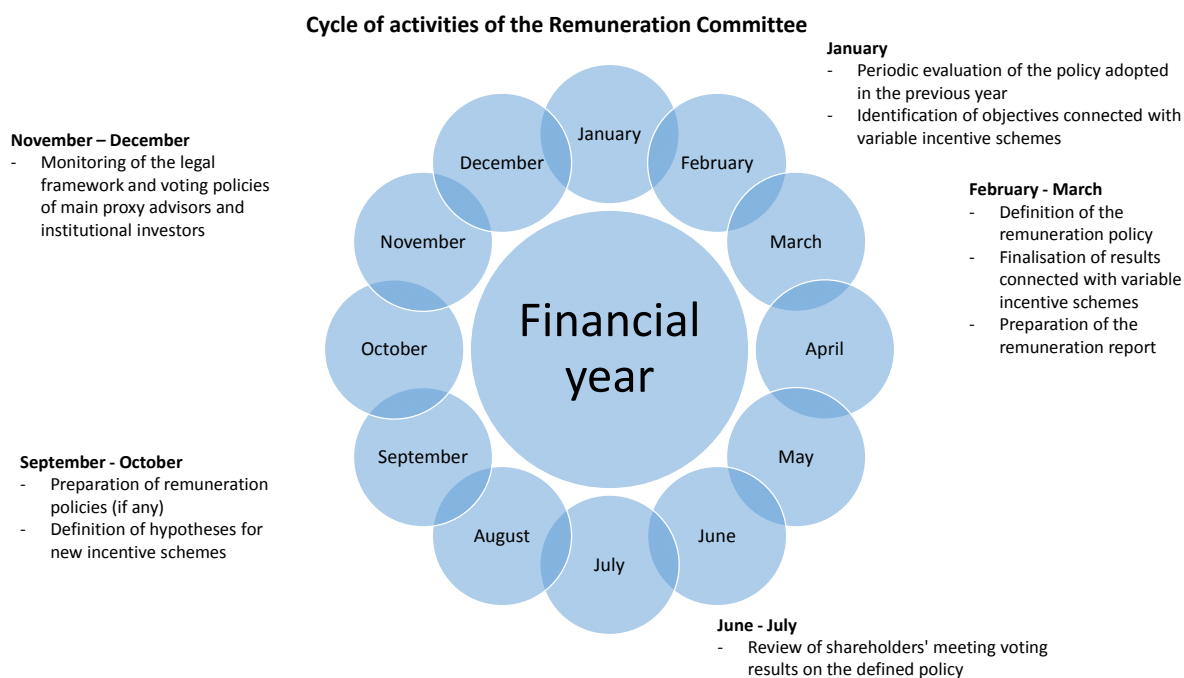 Cycle of activities of the Remuneration Committee
January
- Periodic evaluation of the policy adopted
in the previous year
- Identification of objectives connected with
variable incentive schemes
February - March
- Definition of the
remuneration policy
- Finalisation of results
connected with variable
incentive schemes
- Preparation of the
remuneration report
June - July
- Review of shareholders' meeting voting
results on the defined policy
September - October
- Preparation of remuneration
policies (if any)
- Definition of hypotheses for
new incentive schemes
November – December
- Monitoring of the legal
framework and voting policies
of main proxy advisors and
institutional investors
January
February
March
April
May
June
July
August
September
October
November
December
Financial
year